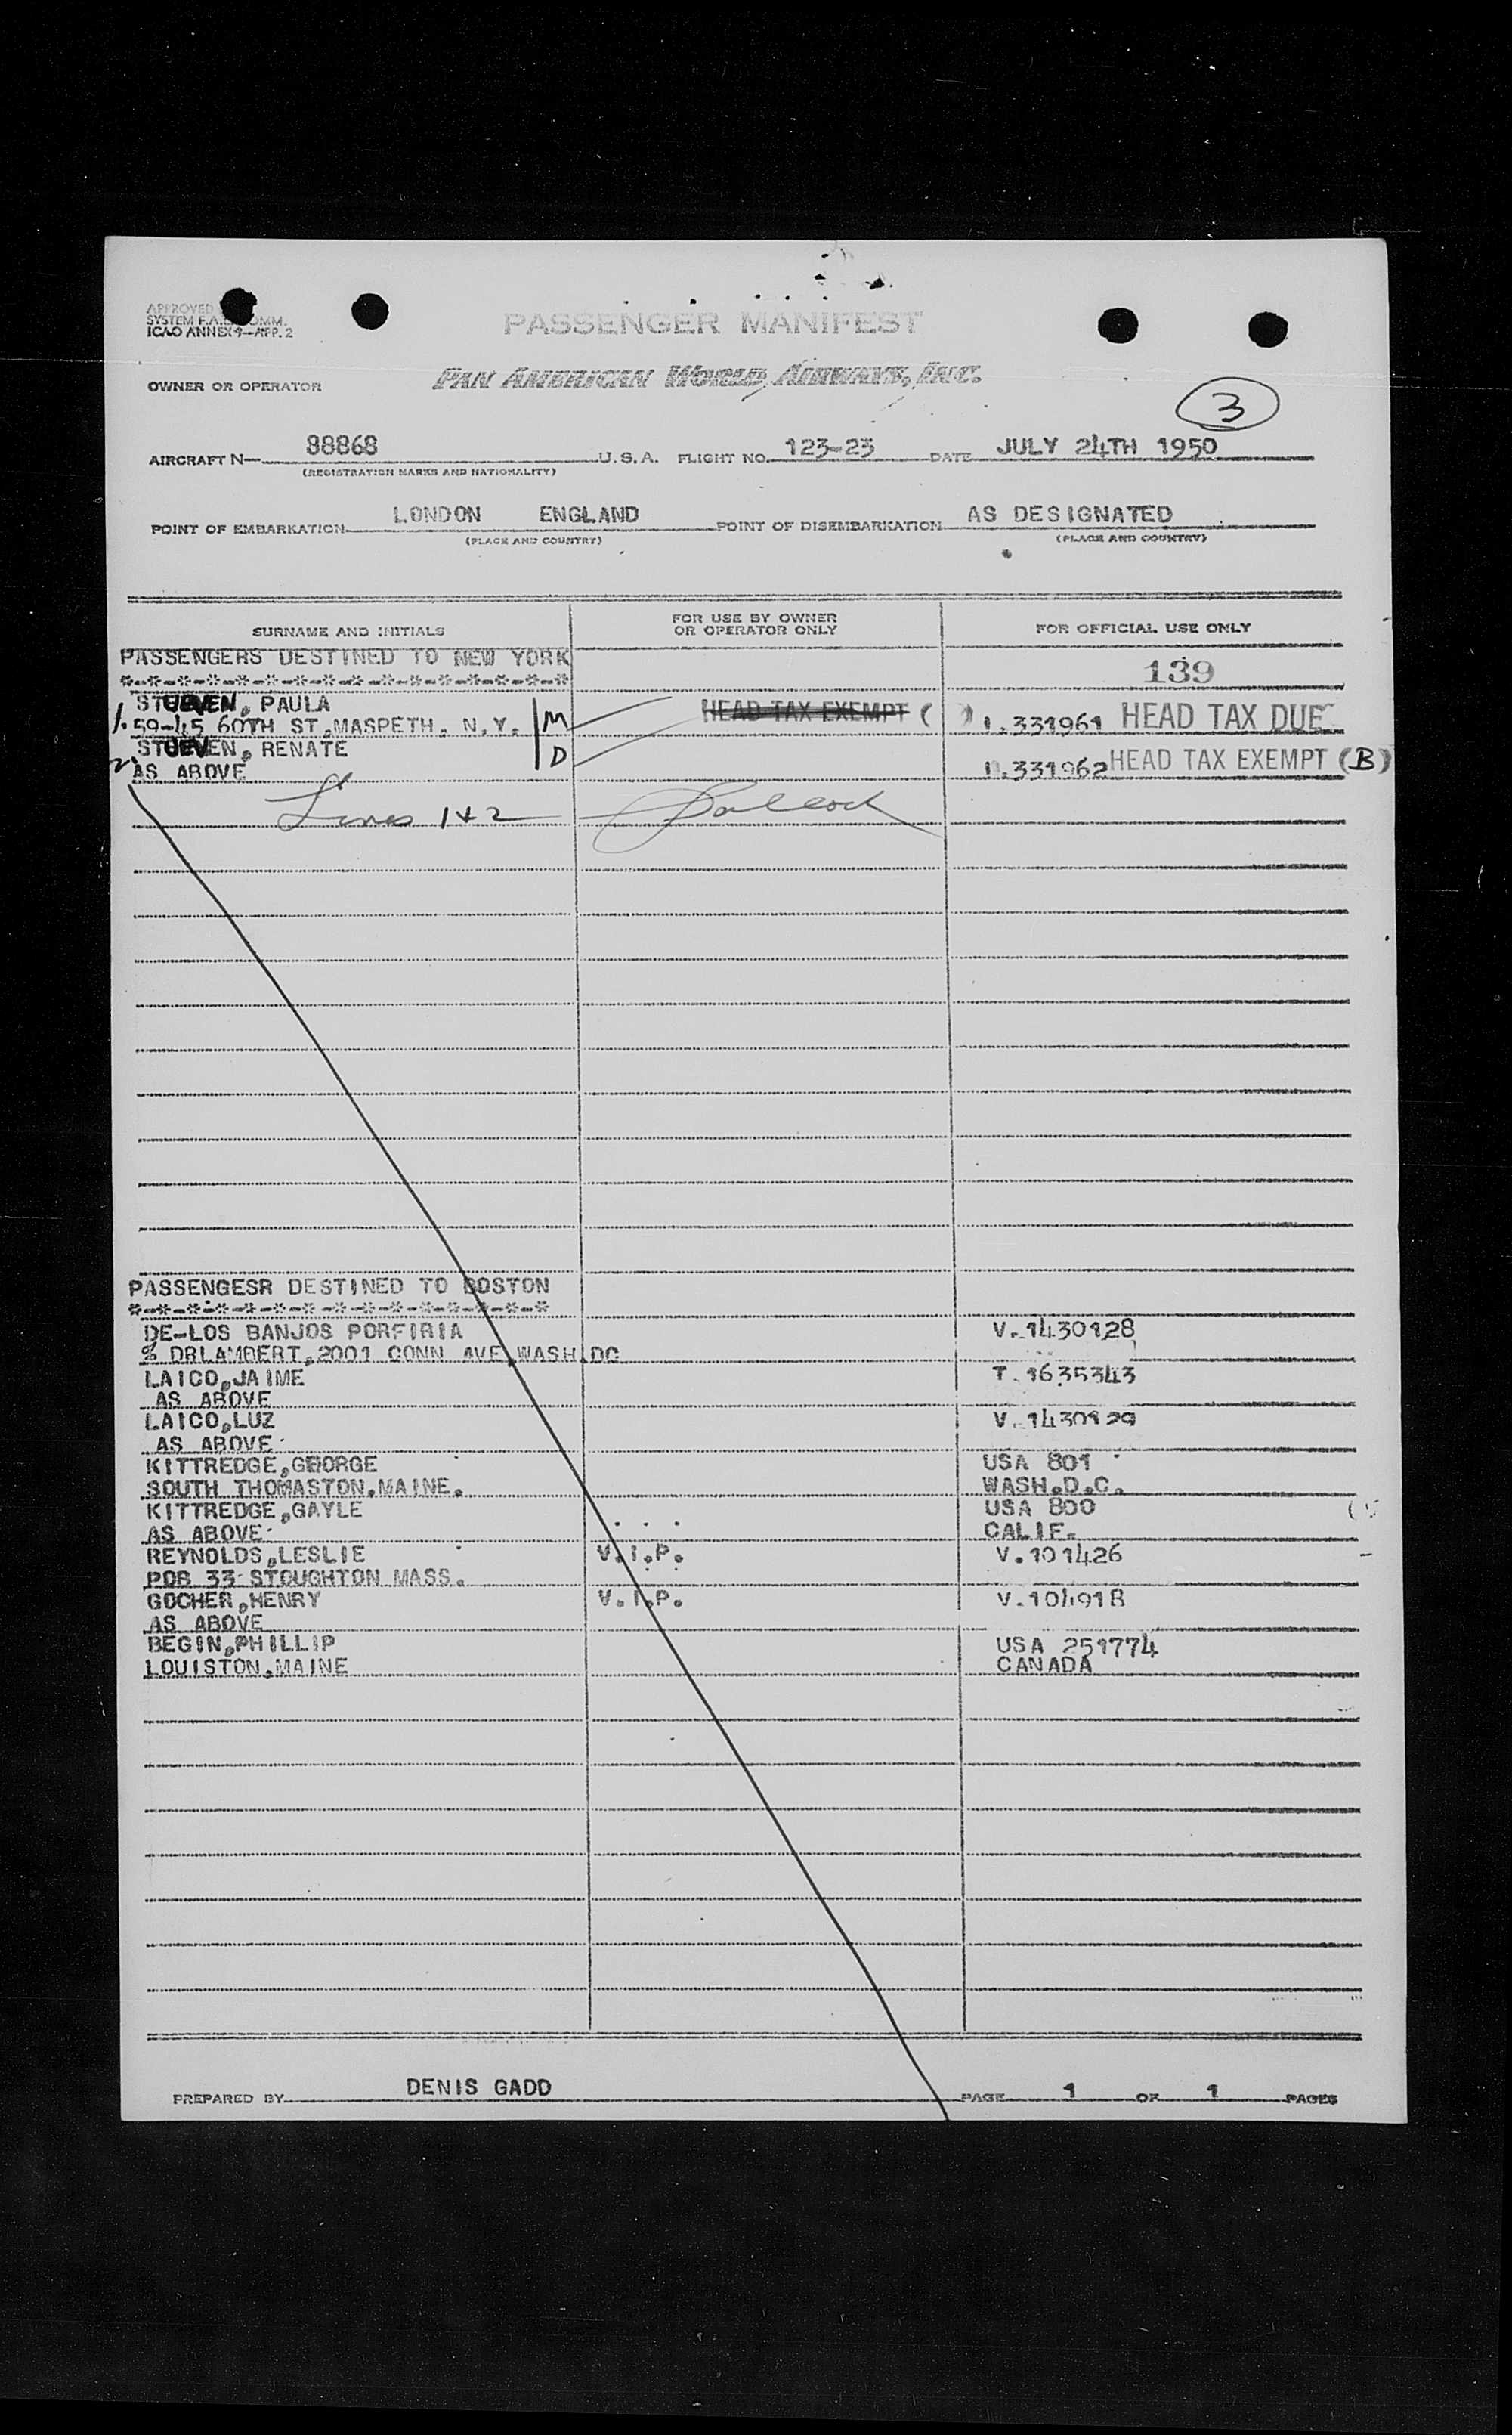 APPROVED
SYSTEM F.A.L. COMM.
ICAO ANNEX 9—APP. 2
PASSENGER MANIFEST
OWNER OR OPERATOR PAN AMERICAN WORLD AIRWAYS, INC.
3
AIRCRAFT N— 88868 U.S.A. FLIGHT NO. 123-23 DATE JULY 24TH 1950
(REGISTRATION MARKS AND NATIONALITY)
POINT OF EMBARKATION LONDON ENGLAND POINT OF DISEMBARKATION AS DESIGNATED
(PLACE AND COUNTRY) (PLACE AND COUNTRY)
SURNAME AND INITIALS FOR USE BY OWNER OR OPERATOR ONLY FOR OFFICIAL USE ONLY
PASSENGERS DESTINED TO NEW YORK 139
*-*-*-*-*-*-*-*-*-*-*-*-*-*-*-*
STUEVEN, PAULA HEAD TAX EXEMPT ( )
1. 59-45 60TH ST.MASPETH, N.Y. M 1.331961 HEAD TAX DUE
STUEVEN, RENATE D
2 AS ABOVE 331962 HEAD TAX EXEMPT (B)
Lines 1+2
PASSENGESR DESTINED TO BOSTON
*-*-*-*-*-*-*-*-*-*-*-*-*-*-*
DE-LOS BANJOS PORFIRIA V.1430128
% DRLAMBERT,2001 CONN AVE,WASH.DC
LAICO,JAIME T.1635343
AS ABOVE
LAICO,LUZ V.1430129
AS ABOVE
KITTREDGE,GEORGE USA 801
SOUTH THOMASTON,MAINE. WASH.D.C.
KITTREDGE,GAYLE USA 800
AS ABOVE CALIF.
REYNOLDS,LESLIE V.I.P. V.101426
POB 33 STOUGHTON MASS.
GOCHER,HENRY V.I.P. V.104918
AS ABOVE
BEGIN,PHILLIP USA 251774
LOUISTON,MAINE CANADA
PREPARED BY DENIS GADD PAGE 1 OF 1 PAGES